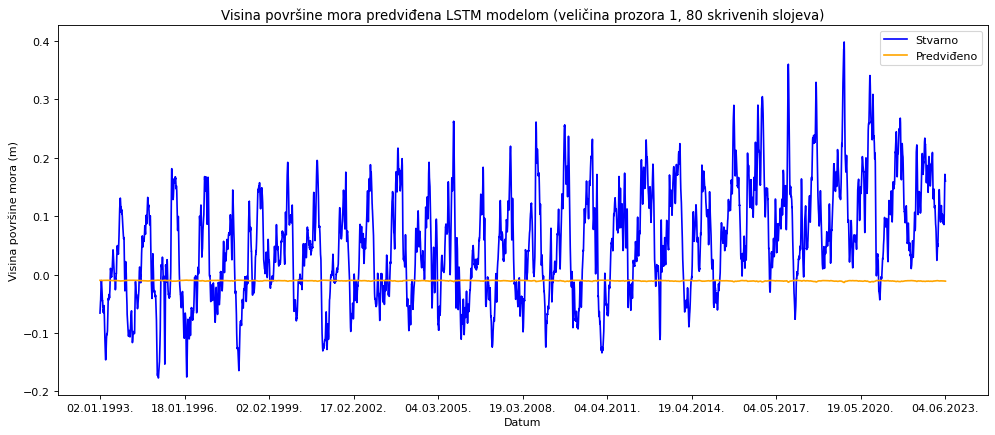 Visina površine mora predviđena LSTM modelom (veličina prozora 1, 80 skrivenih slojeva)
Stvarno
Predviđeno
Visina površine mora (m)
0.4
0.3
0.2
0.1
0.0
−0.1
−0.2
02.01.1993. 18.01.1996. 02.02.1999. 17.02.2002. 04.03.2005. 19.03.2008. 04.04.2011. 19.04.2014. 04.05.2017. 19.05.2020. 04.06.2023.
Datum